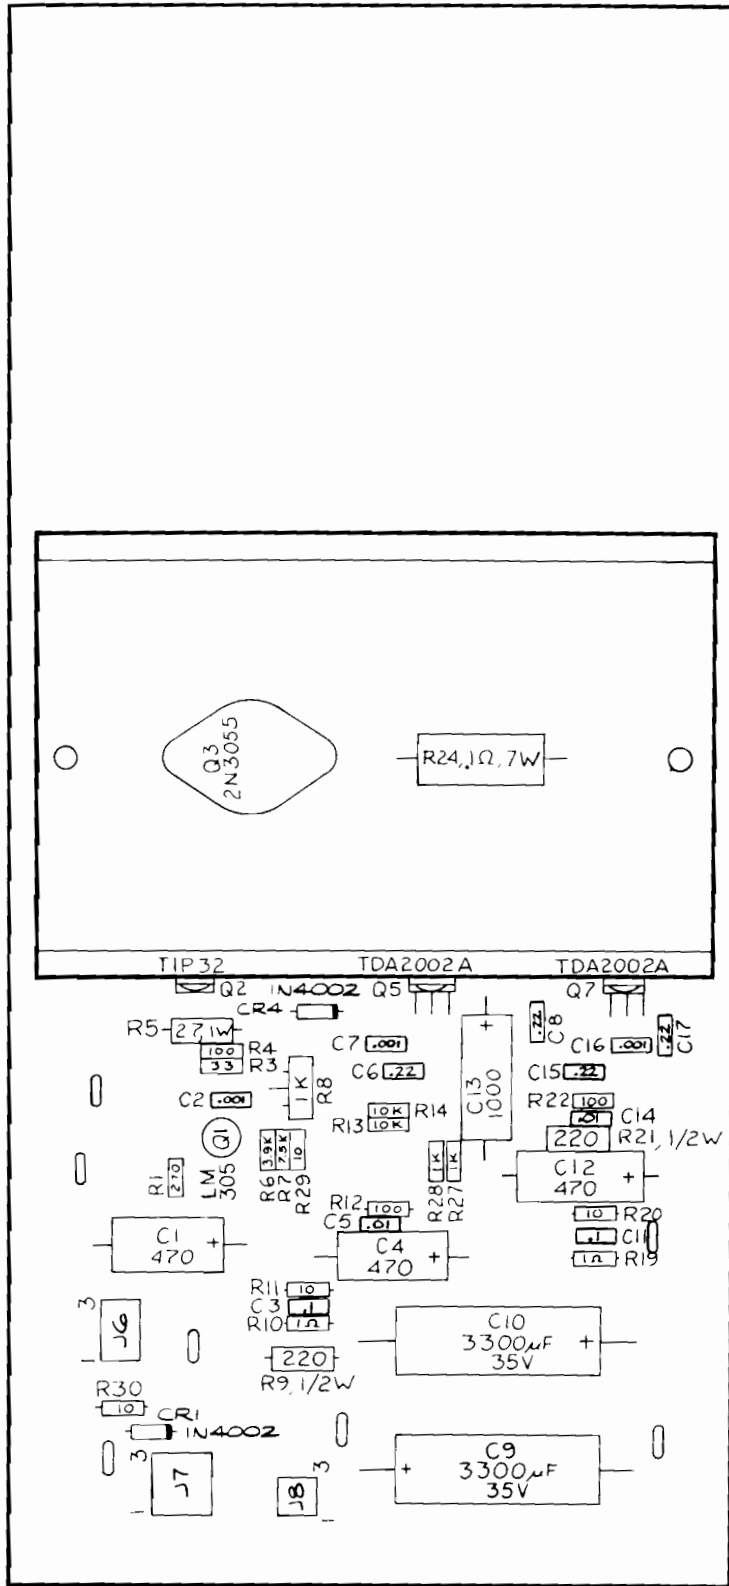 Q3
2N3055
R24, .1Ω, 7W
TIP32 TDA2002A TDA2002A
Q2 1N4002 Q5 Q7
CR4
R5 27,1W
100 R4
33 R3
C7 .001
C6 .22
1K R8
C13 1000
+
.22 C8
C16 .001
.22 C17
C15 .22
R22 100
.01 C14
220 R21, 1/2W
C2 .001
10K R14
R13 10K
Q1
LM
305
R1 270
3.9K 7.5K 10
R6 R7 R29
1K 1K
R28 R27
C12
470 +
R12 100
C5 .01
10 R20
.1 C11
1Ω R19
C1
470 +
C4
470 +
R11 10
C3 .1
R10 1Ω
3
J6
1
220
R9, 1/2W
C10
3300µF +
35V
R30
10
CR1
1N4002
3
J7
1
3
J8
1
C9
+ 3300µF
35V